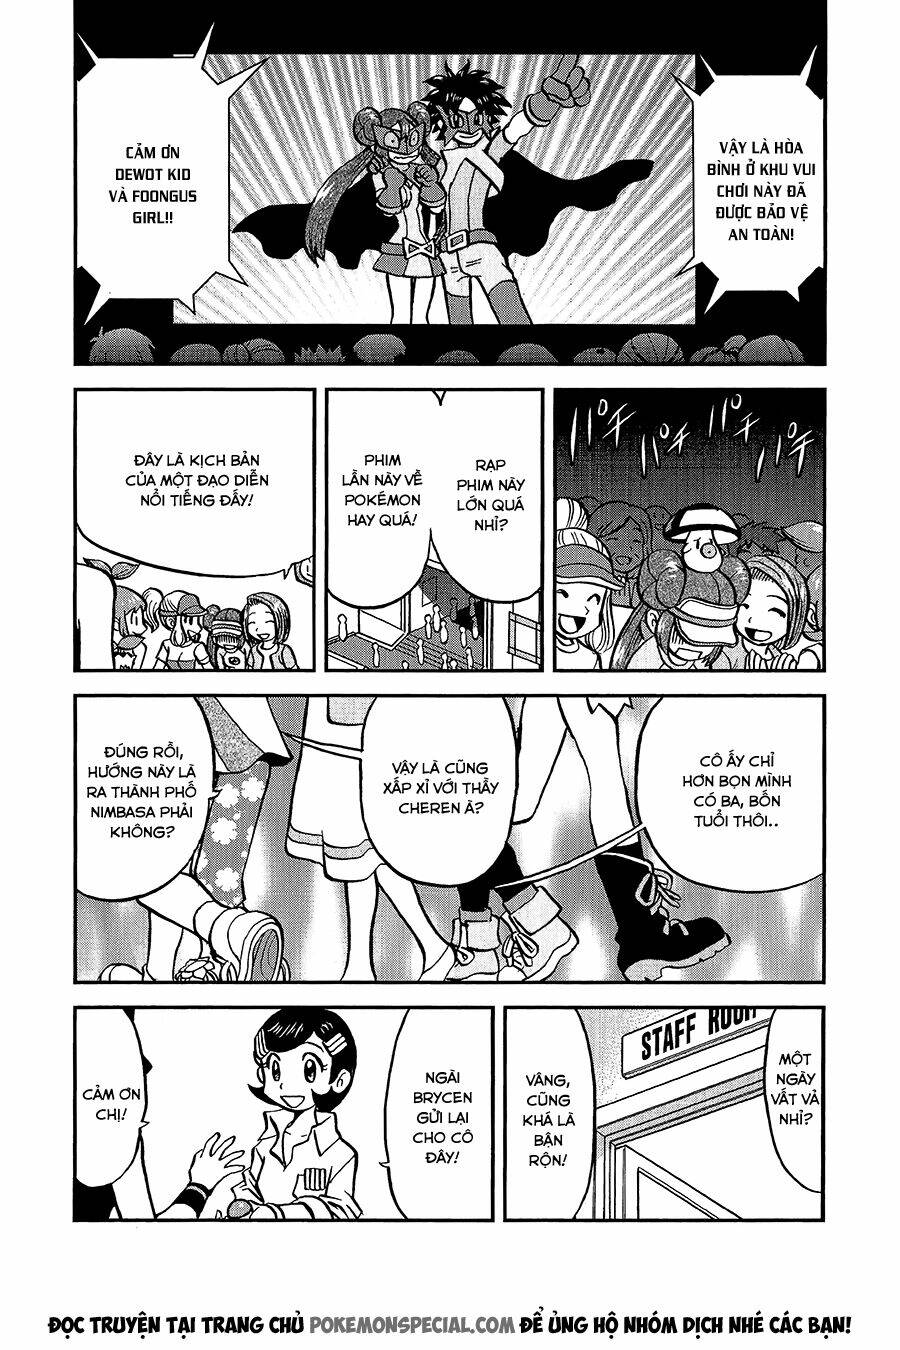 VẬY LÀ HÒA
BÌNH Ở KHU VUI
CHƠI NÀY ĐÃ
ĐƯỢC BẢO VỆ
AN TOÀN!
CẢM ƠN
DEWOT KID
VÀ FOONGUS
GIRL!!
パチ
パチ
パチ
RẠP
PHIM NÀY
LỚN QUÁ
NHỈ?
PHIM
LẦN NÀY VỀ
POKÉMON
HAY QUÁ!
ĐÂY LÀ KỊCH BẢN
CỦA MỘT ĐẠO DIỄN
NỔI TIẾNG ĐẤY!
CÔ ẤY CHỈ
HƠN BỌN MÌNH
CÓ BA, BỐN
TUỔI THÔI..
VẬY LÀ CŨNG
XẤP XỈ VỚI THẦY
CHEREN À?
ĐÚNG RỒI,
HƯỚNG NÀY LÀ
RA THÀNH PHỐ
NIMBASA PHẢI
KHÔNG?
STAFF ROOM
MỘT
NGÀY
VẤT VẢ
NHỈ?
VÂNG,
CŨNG
KHÁ LÀ
BẬN
RỘN!
NGÀI
BRYCEN
GỬI LẠI
CHO CÔ
ĐÂY!
CẢM ƠN
CHỊ!
ĐỌC TRUYỆN TẠI TRANG CHỦ POKEMONSPECIAL.COM ĐỂ ỦNG HỘ NHÓM DỊCH NHÉ CÁC BẠN!